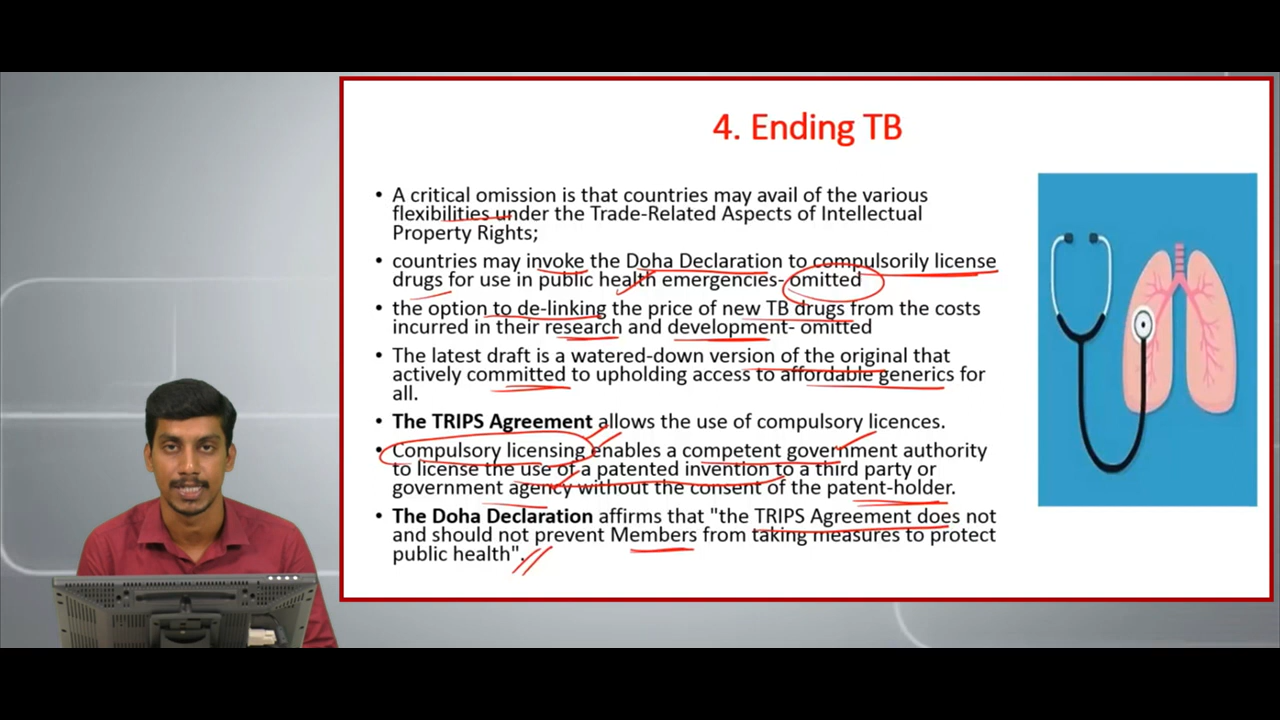 4. Ending TB
• A critical omission is that countries may avail of the various
flexibilities under the Trade-Related Aspects of Intellectual
Property Rights;
• countries may invoke the Doha Declaration to compulsorily license
drugs for use in public health emergencies- omitted
• the option to de-linking the price of new TB drugs from the costs
incurred in their research and development- omitted
• The latest draft is a watered-down version of the original that
actively committed to upholding access to affordable generics for
all.
• The TRIPS Agreement allows the use of compulsory licences.
• Compulsory licensing enables a competent government authority
to license the use of a patented invention to a third party or
government agency without the consent of the patent-holder.
• The Doha Declaration affirms that "the TRIPS Agreement does not
and should not prevent Members from taking measures to protect
public health".